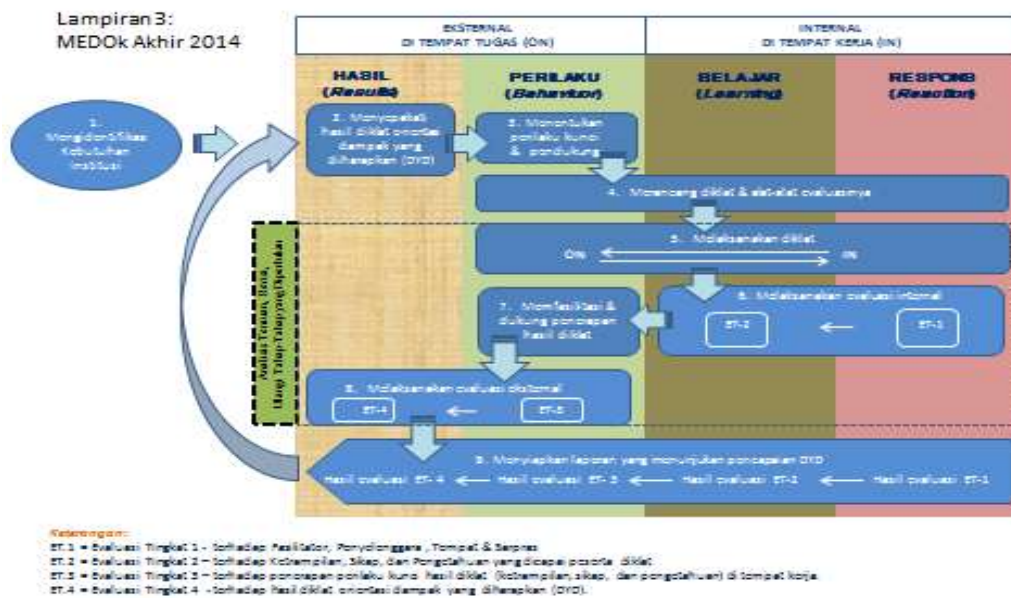 Lampiran 3:
MEDOk Akhir 2014
EKSTERNAL
DI TEMPAT TUGAS (ON)
INTERNAL
DI TEMPAT KERJA (IN)
HASIL
(Results)
PERILAKU
(Behavior)
BELAJAR
(Learning)
RESPONS
(Reaction)
1.
Mengidentifikasi
Kebutuhan
Institusi
2. Menyepakati
hasil diklat orientasi
dampak yang
diharapkan (DYD)
3. Menentukan
perilaku kunci
& pendukung
4. Merancang diklat & alat-alat evaluasinya
5. Melaksanakan diklat
ON
IN
6. Melaksanakan evaluasi internal
ET-2
ET-1
7. Memfasilitasi &
dukung penerapan
hasil diklat
8. Melaksanakan evaluasi eksternal
ET-4
ET-3
9. Menyiapkan laporan yang menunjukan pencapaian DYD
Hasil evaluasi ET- 4
Hasil evaluasi ET- 3
Hasil evaluasi ET-2
Hasil evaluasi ET-1
Keterangan:
ET.1 = Evaluasi Tingkat 1 - terhadap Fasilitator, Penyelenggara, Tempat & Sarpras
ET.2 = Evaluasi Tingkat 2 – terhadap Ketrampilan, Sikap, dan Pengetahuan yang dicapai peserta diklat
ET.3 = Evaluasi Tingkat 3 – terhadap penerapan perilaku kunci hasil diklat (ketrampilan, sikap, dan pengetahuan) di tempat kerja
ET.4 = Evaluasi Tingkat 4 - terhadap hasil diklat orientasi dampak yang diharapkan (DYD).